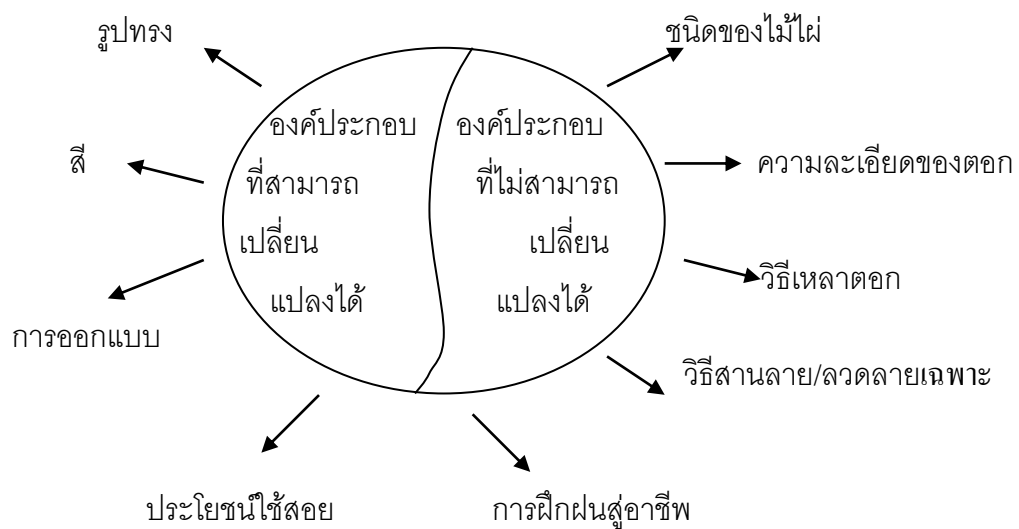 รูปทรง
ชนิดของไม้ไผ่
องค์ประกอบ
ที่สามารถ
เปลี่ยน
แปลงได้
องค์ประกอบ
ที่ไม่สามารถ
เปลี่ยน
แปลงได้
สี
ความละเอียดของตอก
วิธีเหลาตอก
การออกแบบ
วิธีสานลาย/ลวดลายเฉพาะ
ประโยชน์ใช้สอย
การฝึกฝนสู่อาชีพ